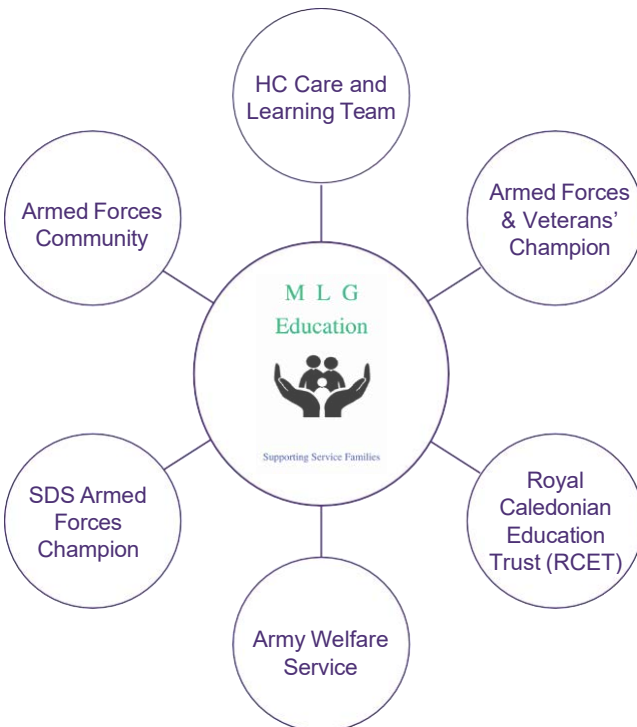 HC Care and
Learning Team
Armed Forces
Community
Armed Forces
& Veterans’
Champion
M L G
Education
Supporting Service Families
SDS Armed
Forces
Champion
Royal
Caledonian
Education
Trust (RCET)
Army Welfare
Service